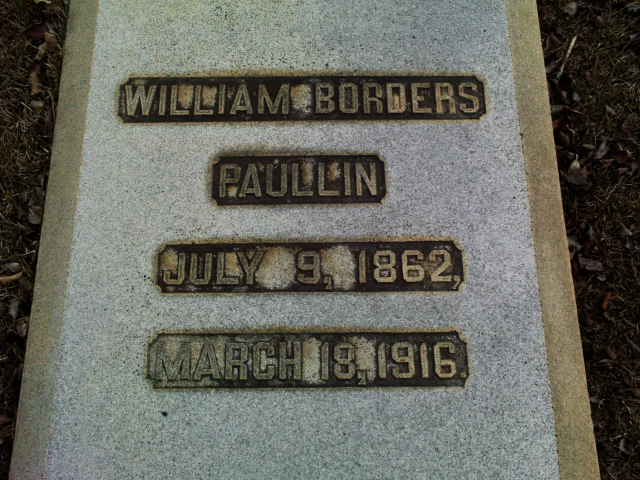 WILLIAM BORDERS
PAULLIN
JULY 9, 1862,
MARCH 18, 1916.